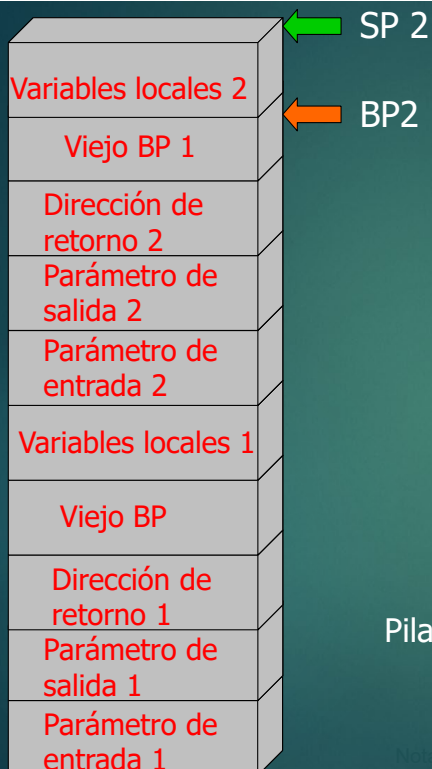 SP 2
Variables locales 2
BP2
Viejo BP 1
Dirección de
retorno 2
Parámetro de
salida 2
Parámetro de
entrada 2
Variables locales 1
Viejo BP
Dirección de
retorno 1
Pila
Parámetro de
salida 1
Parámetro de
entrada 1